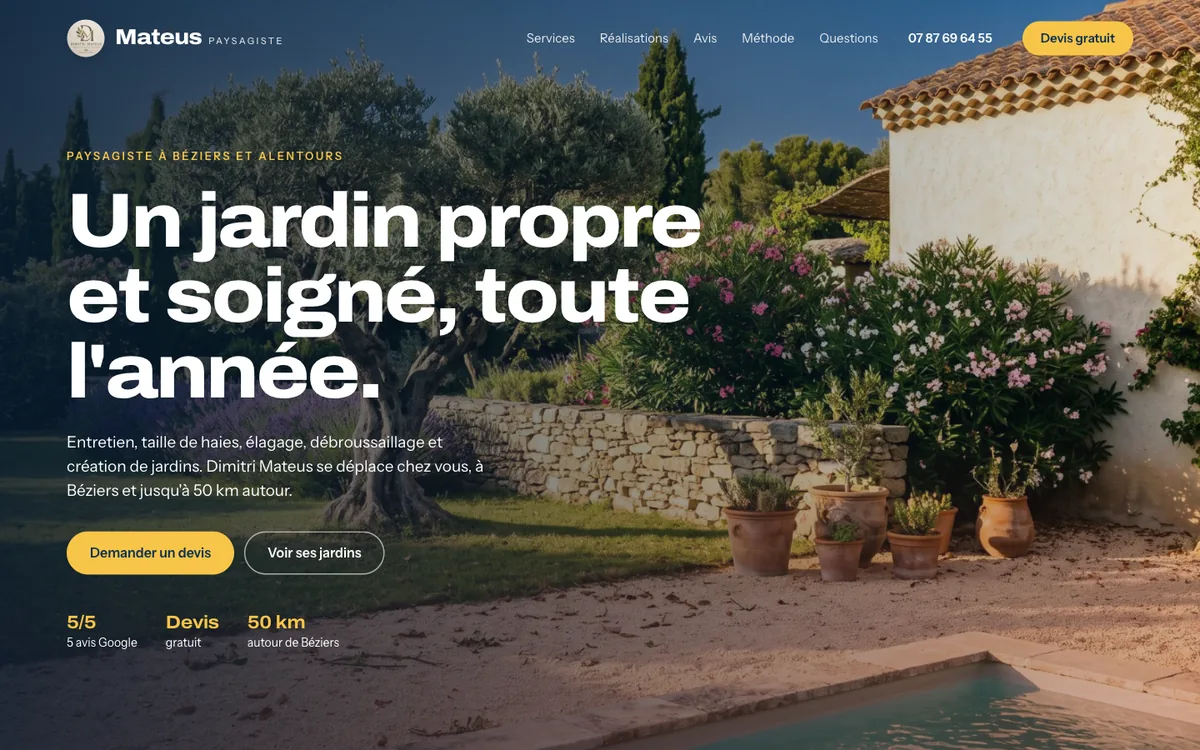 Mateus PAYSAGISTE
Services
Réalisations
Avis
Méthode
Questions
07 87 69 64 55
Devis gratuit
PAYSAGISTE À BÉZIERS ET ALENTOURS
Un jardin propre
et soigné, toute
l'année.
Entretien, taille de haies, élagage, débroussaillage et
création de jardins. Dimitri Mateus se déplace chez vous, à
Béziers et jusqu'à 50 km autour.
Demander un devis
Voir ses jardins
5/5
5 avis Google
Devis
gratuit
50 km
autour de Béziers